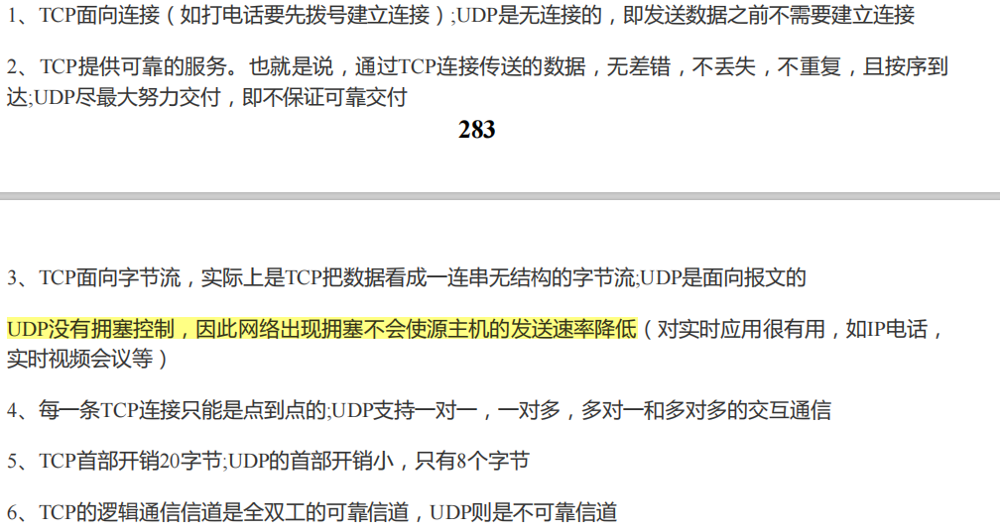 1、TCP面向连接（如打电话要先拨号建立连接）;UDP是无连接的，即发送数据之前不需要建立连接
2、TCP提供可靠的服务。也就是说，通过TCP连接传送的数据，无差错，不丢失，不重复，且按序到
达;UDP尽最大努力交付，即不保证可靠交付
283
3、TCP面向字节流，实际上是TCP把数据看成一连串无结构的字节流;UDP是面向报文的
UDP没有拥塞控制，因此网络出现拥塞不会使源主机的发送速率降低（对实时应用很有用，如IP电话，
实时视频会议等）
4、每一条TCP连接只能是点到点的;UDP支持一对一，一对多，多对一和多对多的交互通信
5、TCP首部开销20字节;UDP的首部开销小，只有8个字节
6、TCP的逻辑通信信道是全双工的可靠信道，UDP则是不可靠信道